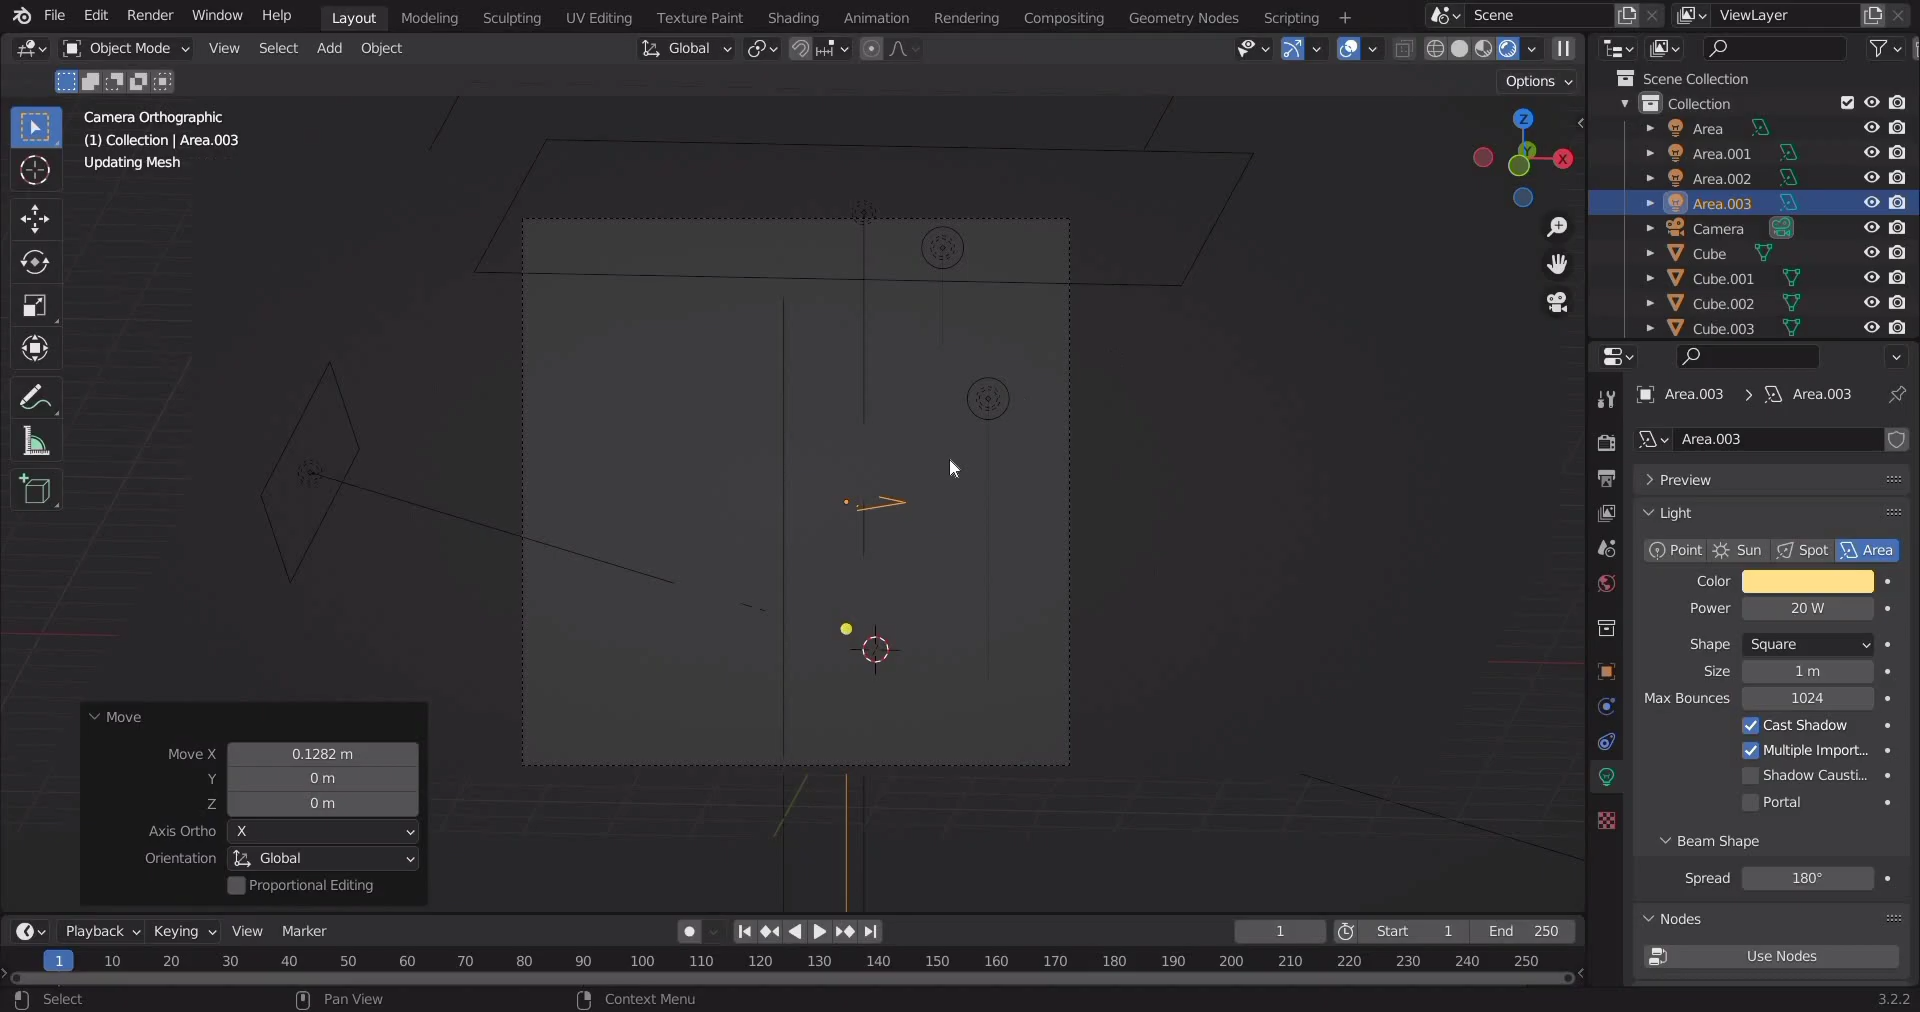 File Edit Render Window Help Layout Modeling Sculpting UV Editing Texture Paint Shading Animation Rendering Compositing Geometry Nodes Scripting Scene ViewLayer
Object Mode View Select Add Object Global
Options
Camera Orthographic
(1) Collection | Area.003
Updating Mesh
Z
Y
X
Scene Collection
Collection
Area
Area.001
Area.002
Area.003
Camera
Cube
Cube.001
Cube.002
Cube.003
Area.003 Area.003
Area.003
Preview
Light
Point Sun Spot Area
Color
Power 20 W
Shape Square
Size 1 m
Max Bounces 1024
Cast Shadow
Multiple Import...
Shadow Causti...
Portal
Beam Shape
Spread 180°
Nodes
Use Nodes
Move
Move X 0.1282 m
Y 0 m
Z 0 m
Axis Ortho X
Orientation Global
Proportional Editing
Playback Keying View Marker 1 Start 1 End 250
1 10 20 30 40 50 60 70 80 90 100 110 120 130 140 150 160 170 180 190 200 210 220 230 240 250
Select Pan View Context Menu 3.2.2